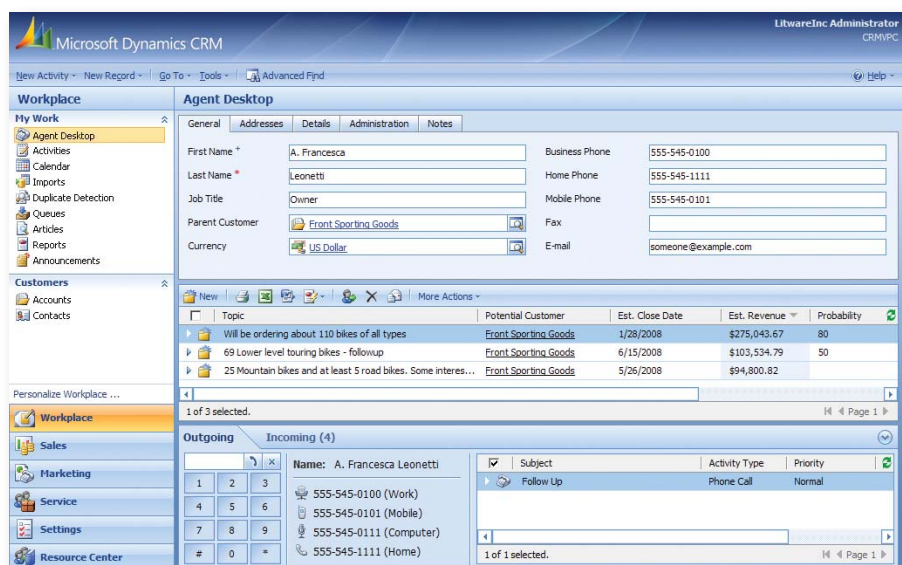 LitwareInc Administrator
CRMVPC
Microsoft Dynamics CRM
New Activity New Record Go To Tools Advanced Find Help
Workplace
My Work
Agent Desktop
Activities
Calendar
Imports
Duplicate Detection
Queues
Articles
Reports
Announcements
Customers
Accounts
Contacts
Personalize Workplace ...
Workplace
Sales
Marketing
Service
Settings
Resource Center
Agent Desktop
General Addresses Details Administration Notes
First Name + A. Francesca Business Phone 555-545-0100
Last Name * Leonetti Home Phone 555-545-1111
Job Title Owner Mobile Phone 555-545-0101
Parent Customer Front Sporting Goods Fax
Currency US Dollar E-mail someone@example.com
New More Actions
Topic Potential Customer Est. Close Date Est. Revenue Probability
Will be ordering about 110 bikes of all types Front Sporting Goods 1/28/2008 $275,043.67 80
69 Lower level touring bikes - followup Front Sporting Goods 6/15/2008 $103,534.79 50
25 Mountain bikes and at least 5 road bikes. Some interes... Front Sporting Goods 5/26/2008 $94,800.82
1 of 3 selected. Page 1
Outgoing Incoming (4)
1 2 3
4 5 6
7 8 9
# 0 *
Name: A. Francesca Leonetti
555-545-0100 (Work)
555-545-0101 (Mobile)
555-545-0111 (Computer)
555-545-1111 (Home)
Subject Activity Type Priority
Follow Up Phone Call Normal
1 of 1 selected. Page 1